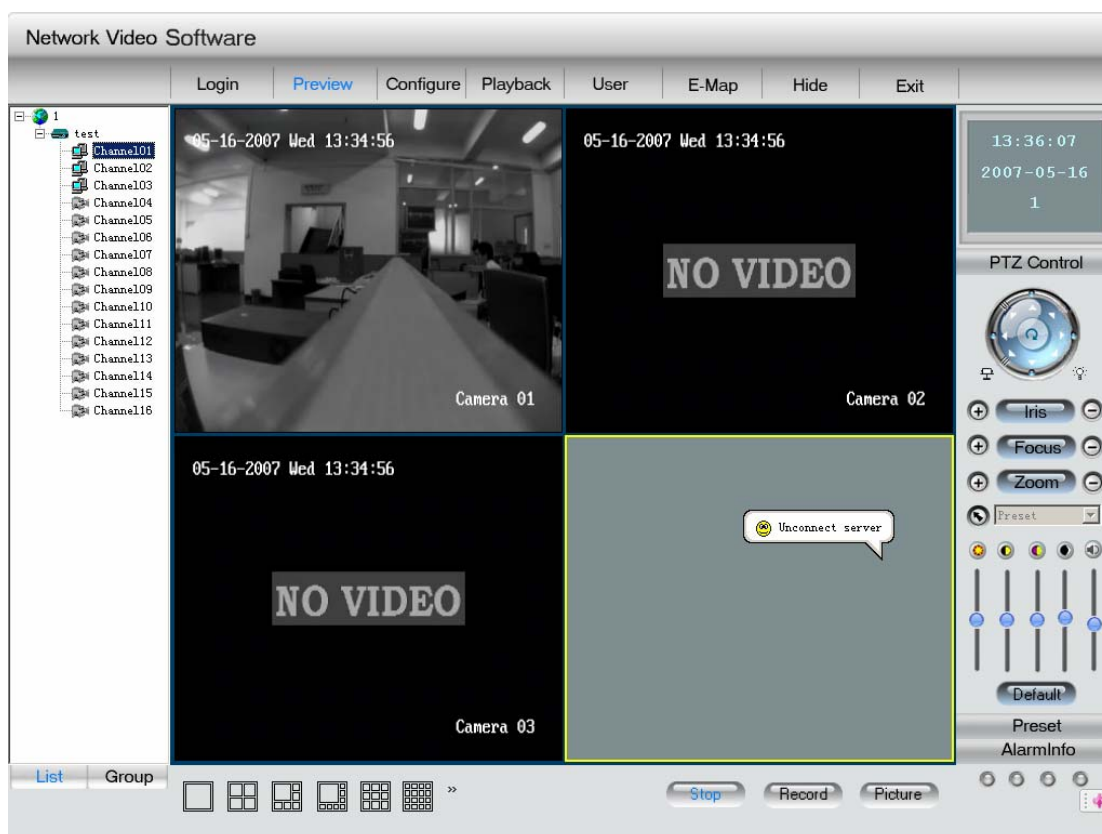 Network Video Software
Login Preview Configure Playback User E-Map Hide Exit
1
test
Channel01
Channel02
Channel03
Channel04
Channel05
Channel06
Channel07
Channel08
Channel09
Channel10
Channel11
Channel12
Channel13
Channel14
Channel15
Channel16
List Group
05-16-2007 Wed 13:34:56
Camera 01
05-16-2007 Wed 13:34:56
NO VIDEO
Camera 02
05-16-2007 Wed 13:34:56
NO VIDEO
Camera 03
Unconnect server
13:36:07
2007-05-16
1
PTZ Control
Iris
Focus
Zoom
Preset
Default
Preset
AlarmInfo
»
Stop Record Picture